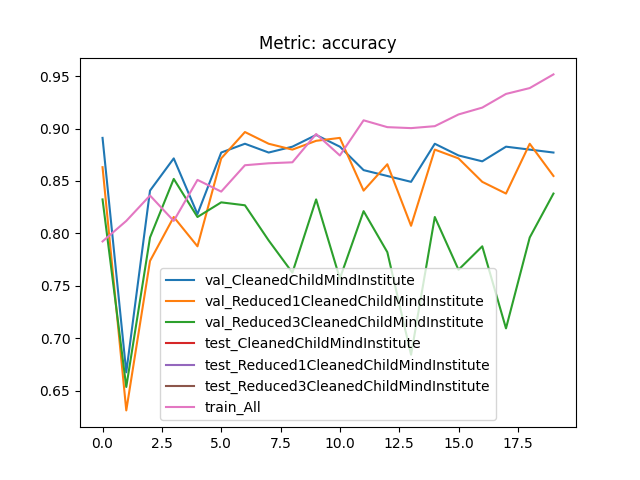 Metric: accuracy
0.95
0.90
0.85
0.80
0.75
0.70
0.65
val_CleanedChildMindInstitute
val_Reduced1CleanedChildMindInstitute
val_Reduced3CleanedChildMindInstitute
test_CleanedChildMindInstitute
test_Reduced1CleanedChildMindInstitute
test_Reduced3CleanedChildMindInstitute
train_All
0.0 2.5 5.0 7.5 10.0 12.5 15.0 17.5